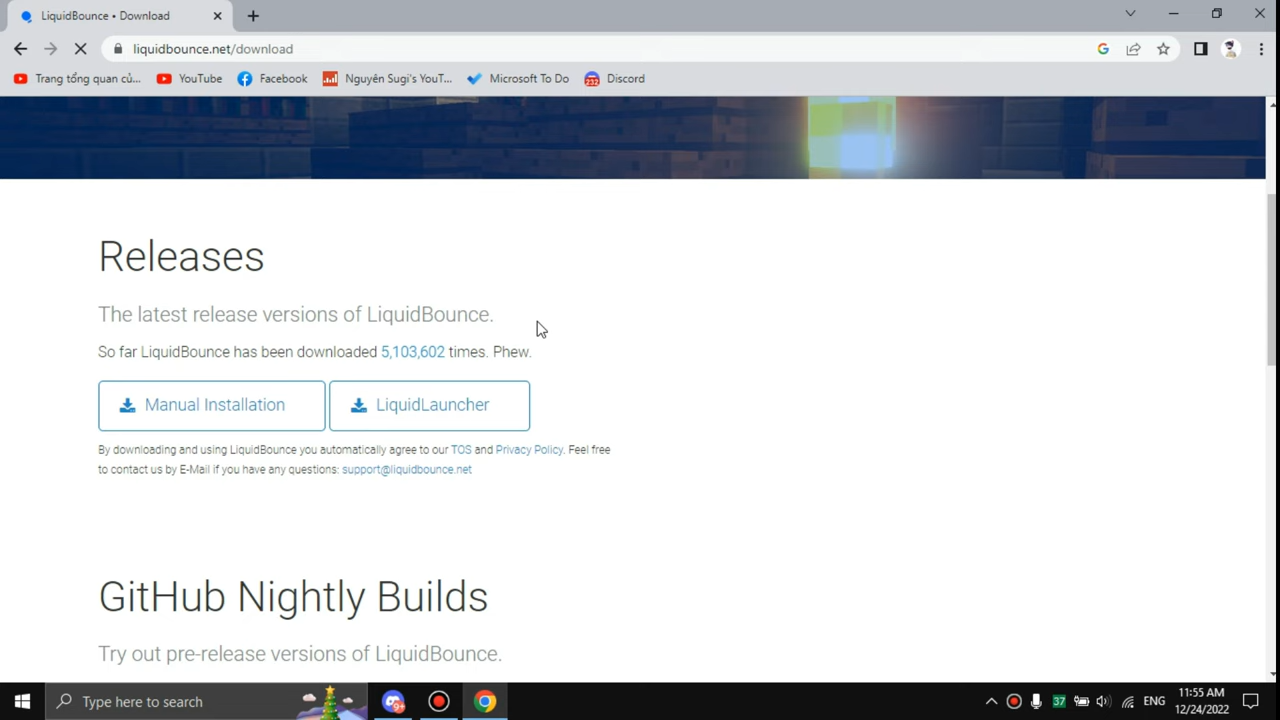 LiquidBounce • Download
liquidbounce.net/download
Trang tổng quan củ... YouTube Facebook Nguyên Sugi's YouT... Microsoft To Do 232 Discord
Releases
The latest release versions of LiquidBounce.
So far LiquidBounce has been downloaded 5,103,602 times. Phew.
Manual Installation LiquidLauncher
By downloading and using LiquidBounce you automatically agree to our TOS and Privacy Policy. Feel free
to contact us by E-Mail if you have any questions: support@liquidbounce.net
GitHub Nightly Builds
Try out pre-release versions of LiquidBounce.
Type here to search 9+ 37 ENG 11:55 AM
12/24/2022